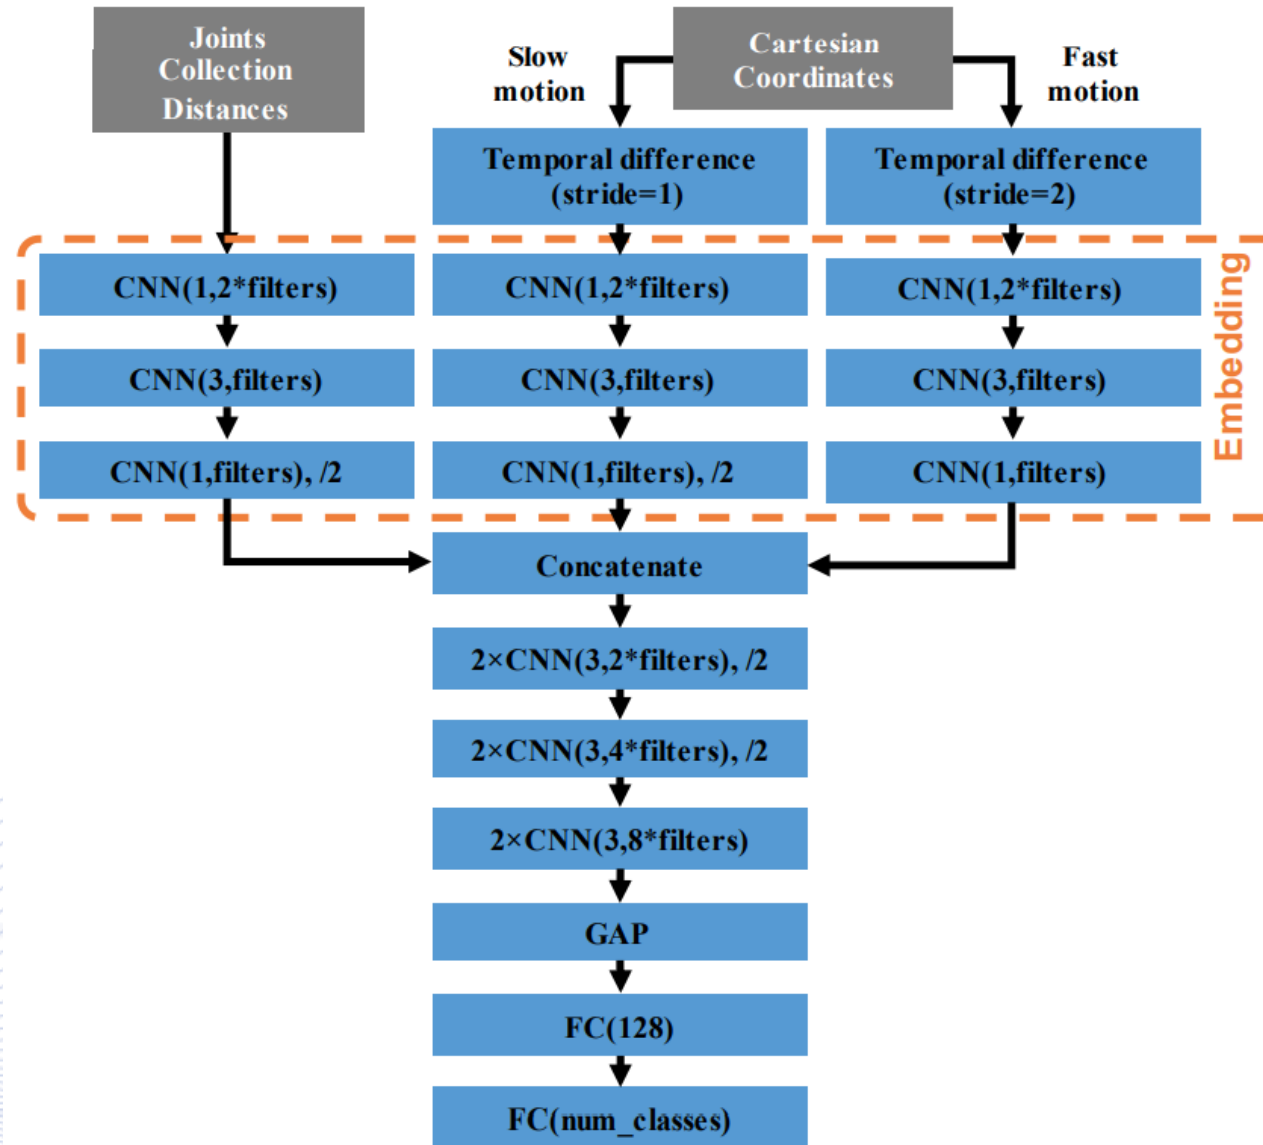 Joints
Collection
Distances
Cartesian
Coordinates
Slow
motion
Fast
motion
Temporal difference
(stride=1)
Temporal difference
(stride=2)
CNN(1,2*filters)
CNN(1,2*filters)
CNN(1,2*filters)
CNN(3,filters)
CNN(3,filters)
CNN(3,filters)
CNN(1,filters), /2
CNN(1,filters), /2
CNN(1,filters)
Embedding
Concatenate
2×CNN(3,2*filters), /2
2×CNN(3,4*filters), /2
2×CNN(3,8*filters)
GAP
FC(128)
FC(num_classes)